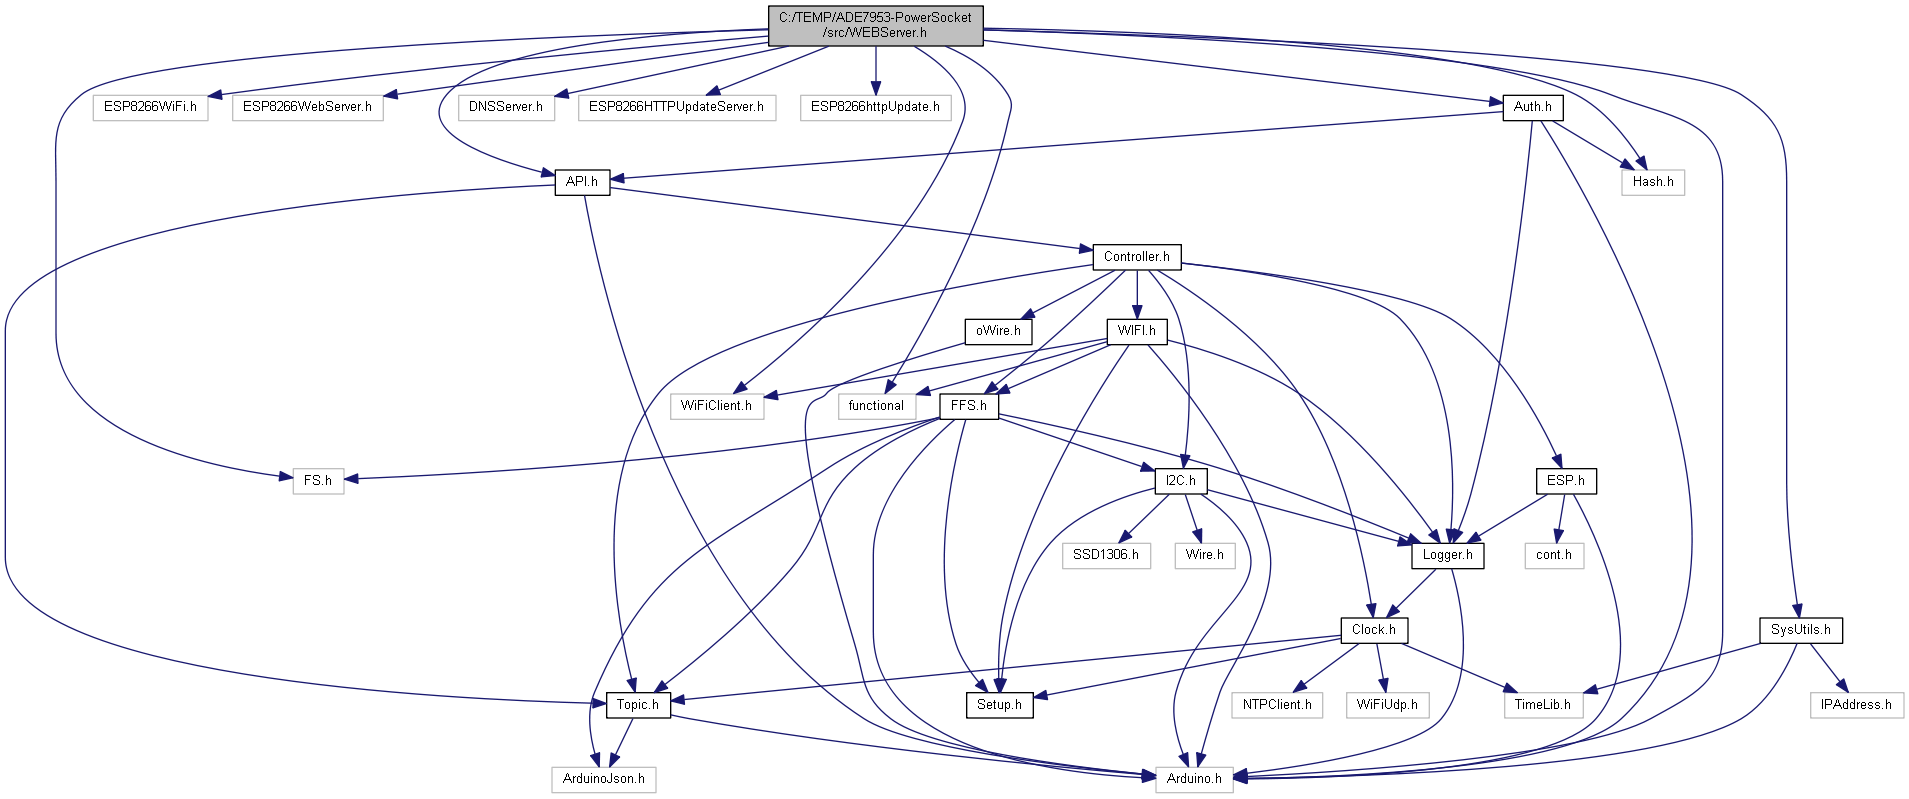 C:/TEMP/ADE7953-PowerSocket
/src/WEBServer.h
ESP8266WiFi.h
ESP8266WebServer.h
DNSServer.h
ESP8266HTTPUpdateServer.h
ESP8266httpUpdate.h
Auth.h
API.h
Hash.h
Controller.h
oWire.h
WIFI.h
WiFiClient.h
functional
FFS.h
FS.h
I2C.h
ESP.h
SSD1306.h
Wire.h
Logger.h
cont.h
Clock.h
SysUtils.h
Topic.h
Setup.h
NTPClient.h
WiFiUdp.h
TimeLib.h
IPAddress.h
ArduinoJson.h
Arduino.h